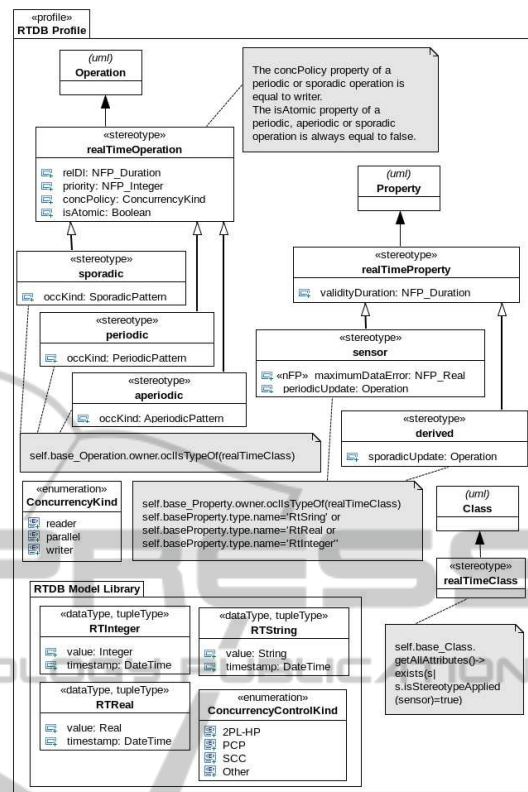 «profile»
RTDB Profile
(uml)
Operation
The concPolicy property of a
periodic or sporadic operation is
equal to writer.
The isAtomic property of a
periodic, aperiodic or sporadic
operation is always equal to false.
«stereotype»
realTimeOperation
relDl: NFP_Duration
priority: NFP_Integer
concPolicy: ConcurrencyKind
isAtomic: Boolean
(uml)
Property
«stereotype»
sporadic
occKind: SporadicPattern
«stereotype»
realTimeProperty
validityDuration: NFP_Duration
«stereotype»
periodic
occKind: PeriodicPattern
«stereotype»
sensor
«nFP» maximumDataError: NFP_Real
periodicUpdate: Operation
«stereotype»
aperiodic
occKind: AperiodicPattern
«stereotype»
derived
sporadicUpdate: Operation
self.base_Operation.owner.oclIsTypeOf(realTimeClass)
«enumeration»
ConcurrencyKind
reader
parallel
writer
self.base_Property.owner.oclIsTypeOf(realTimeClass)
self.baseProperty.type.name='RtSring' or
self.baseProperty.type.name='RtReal or
self.baseProperty.type.name='RtInteger''
(uml)
Class
«stereotype»
realTimeClass
RTDB Model Library
«dataType, tupleType»
RTInteger
value: Integer
timestamp: DateTime
«dataType, tupleType»
RTString
value: String
timestamp: DateTime
self.base_Class.
getAllAttributes()->
exists(s|
s.isStereotypeApplied
(sensor)=true)
«dataType, tupleType»
RTReal
value: Real
timestamp: DateTime
«enumeration»
ConcurrencyControlKind
2PL-HP
PCP
SCC
Other
PRESS
OLOGY PUBLICATION